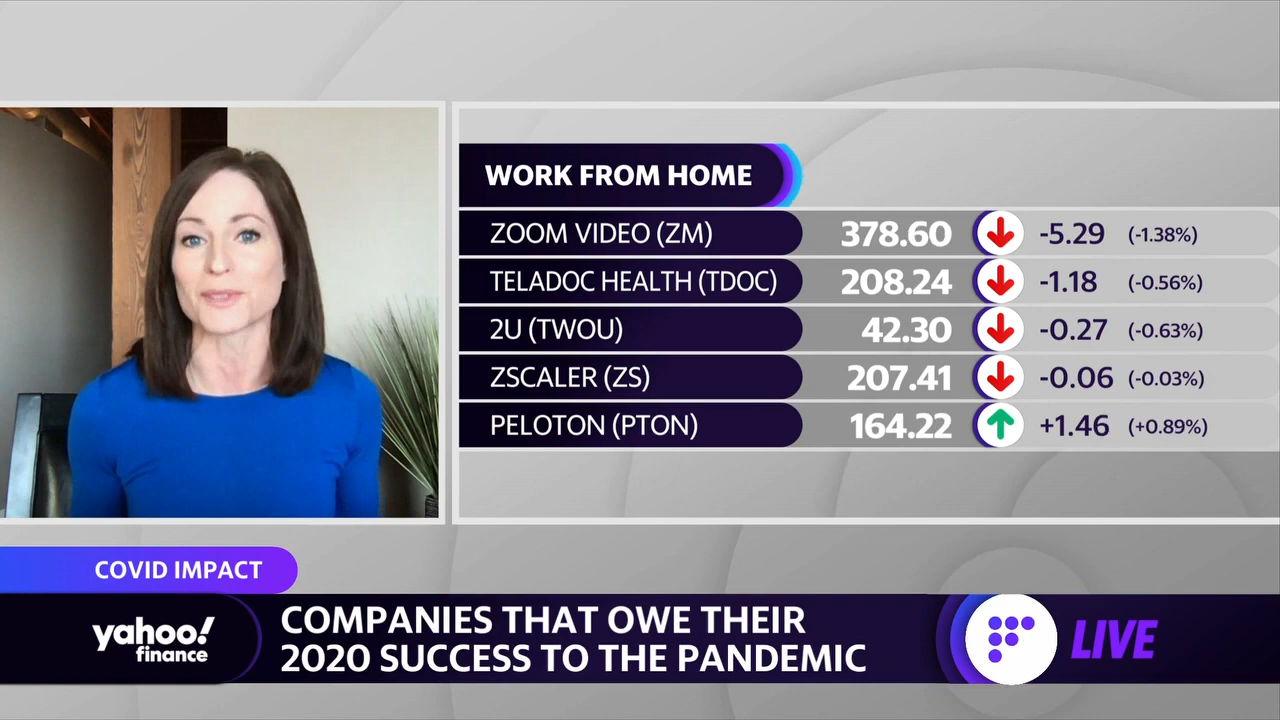 WORK FROM HOME
ZOOM VIDEO (ZM) 378.60 -5.29 (-1.38%)
TELADOC HEALTH (TDOC) 208.24 -1.18 (-0.56%)
2U (TWOU) 42.30 -0.27 (-0.63%)
ZSCALER (ZS) 207.41 -0.06 (-0.03%)
PELOTON (PTON) 164.22 +1.46 (+0.89%)
COVID IMPACT
yahoo!
finance
COMPANIES THAT OWE THEIR
2020 SUCCESS TO THE PANDEMIC
LIVE